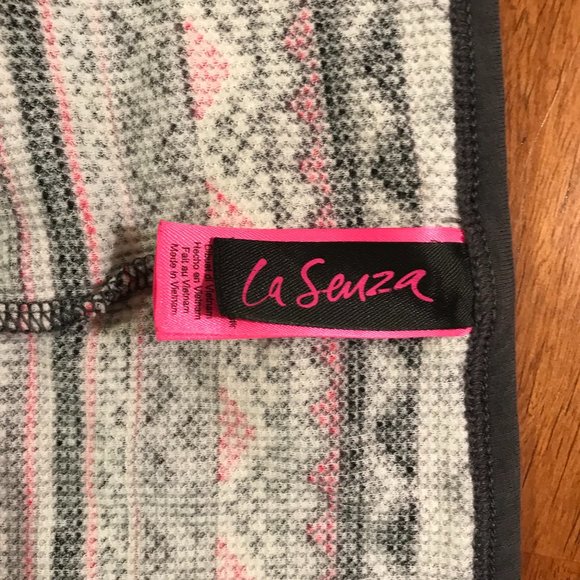 La Senza
Hecho en Vietnam
Fait au Vietnam
Made in Vietnam